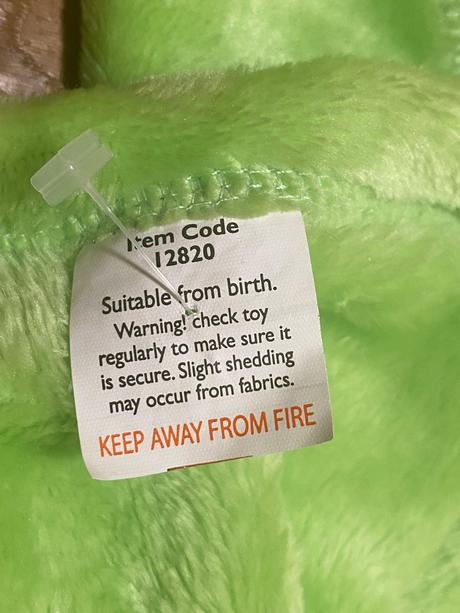 Item Code
12820
Suitable from birth.
Warning! check toy
regularly to make sure it
is secure. Slight shedding
may occur from fabrics.
KEEP AWAY FROM FIRE